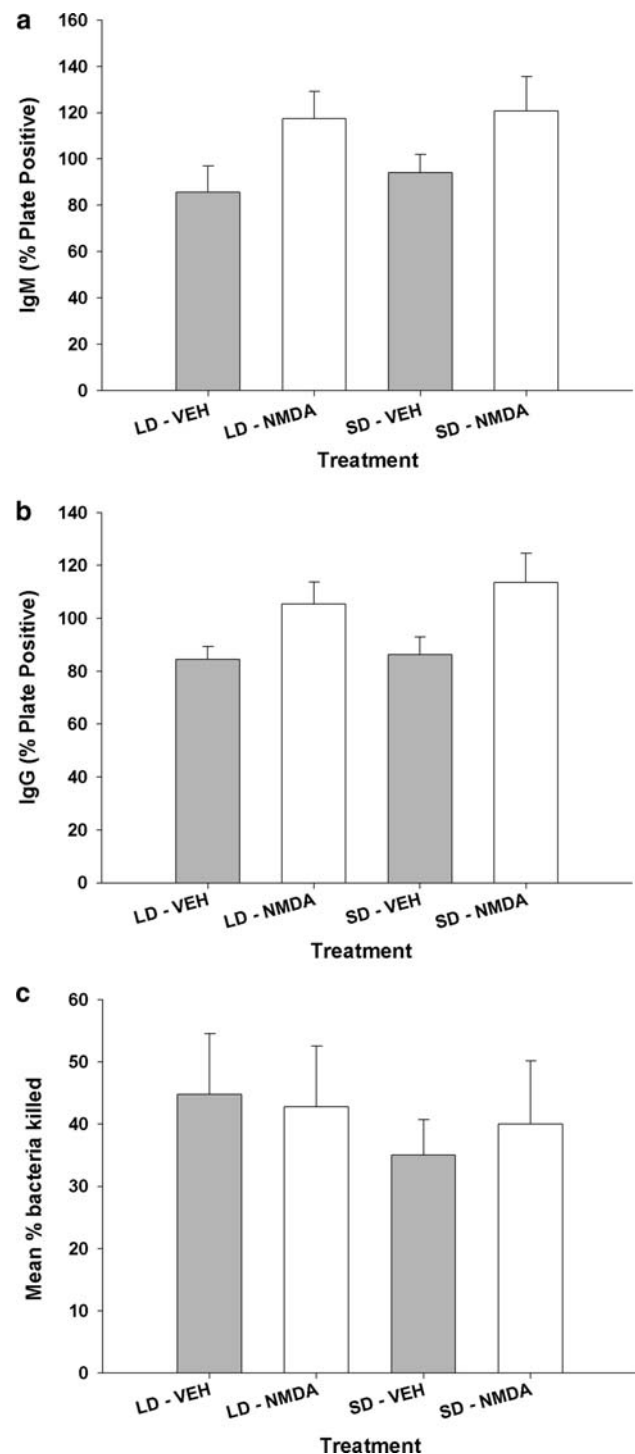 a
IgM (% Plate Positive)
160
140
120
100
80
60
40
20
0
LD - VEH
LD - NMDA
SD - VEH
SD - NMDA
Treatment
b
IgG (% Plate Positive)
140
120
100
80
60
40
20
0
LD - VEH
LD - NMDA
SD - VEH
SD - NMDA
Treatment
c
Mean % bacteria killed
60
50
40
30
20
10
0
LD - VEH
LD - NMDA
SD - VEH
SD - NMDA
Treatment